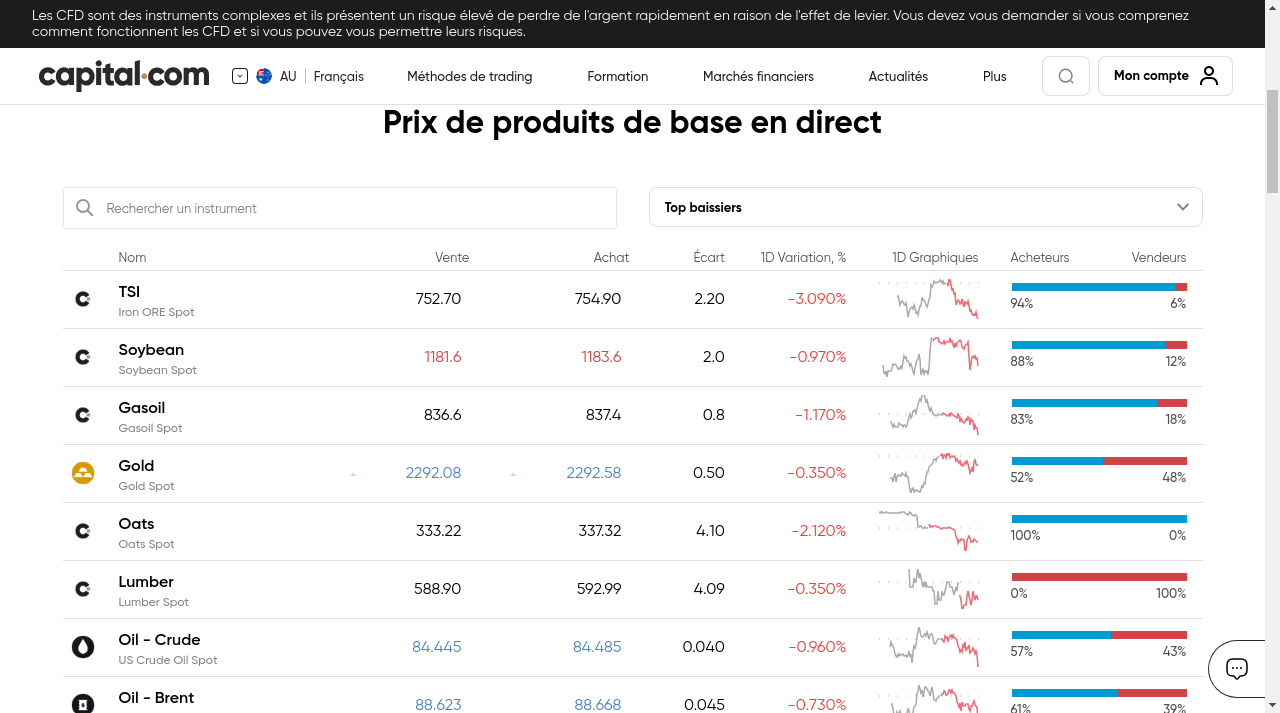 Les CFD sont des instruments complexes et ils présentent un risque élevé de perdre de l'argent rapidement en raison de l'effet de levier. Vous devez vous demander si vous comprenez
comment fonctionnent les CFD et si vous pouvez vous permettre leurs risques.
capital.com AU Français Méthodes de trading Formation Marchés financiers Actualités Plus Mon compte
Prix de produits de base en direct
Rechercher un instrument Top baissiers
Nom Vente Achat Écart 1D Variation, % 1D Graphiques Acheteurs Vendeurs
TSI 752.70 754.90 2.20 -3.090%
Iron ORE Spot 94% 6%
Soybean 1181.6 1183.6 2.0 -0.970%
Soybean Spot 88% 12%
Gasoil 836.6 837.4 0.8 -1.170%
Gasoil Spot 83% 18%
Gold 2292.08 2292.58 0.50 -0.350%
Gold Spot 52% 48%
Oats 333.22 337.32 4.10 -2.120%
Oats Spot 100% 0%
Lumber 588.90 592.99 4.09 -0.350%
Lumber Spot 0% 100%
Oil - Crude 84.445 84.485 0.040 -0.960%
US Crude Oil Spot 57% 43%
Oil - Brent 88.623 88.668 0.045 -0.730%
61% 39%